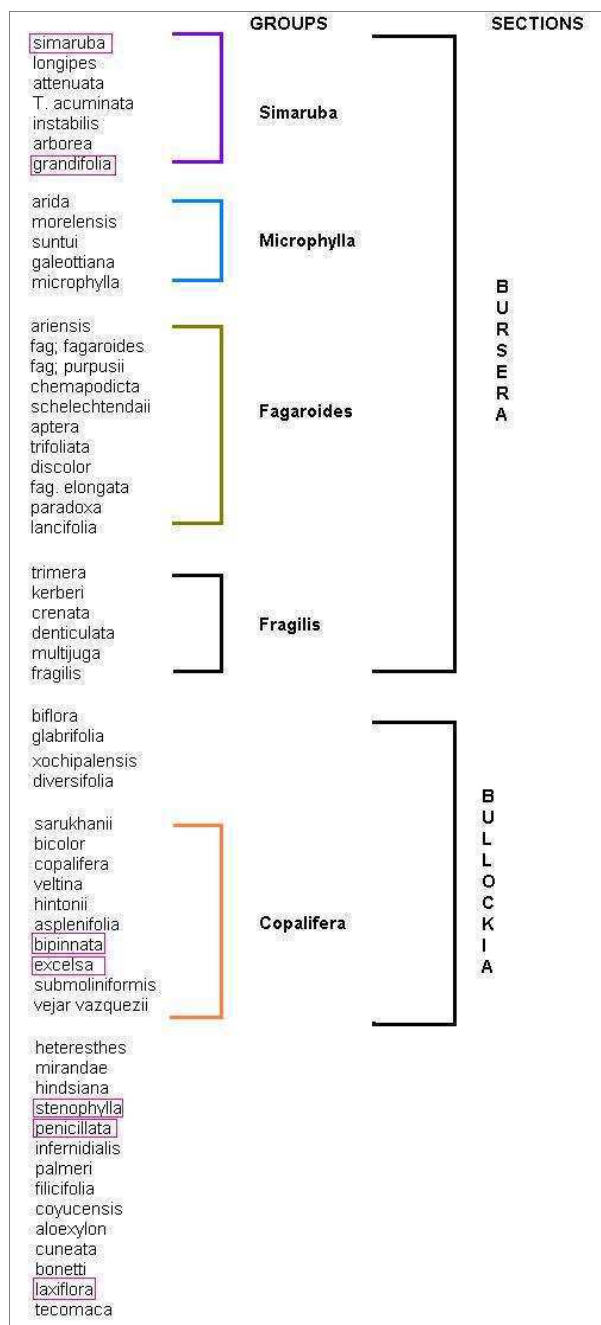 GROUPS SECTIONS
simaruba
longipes
attenuata
T. acuminata
instabilis
arborea
grandifolia
Simaruba
arida
morelensis
suntui
galeottiana
microphylla
Microphylla
ariensis
fag; fagaroides
fag; purpusii
chemapodicta
schelechtendaii
aptera
trifoliata
discolor
fag. elongata
paradoxa
lancifolia
Fagaroides
trimera
kerberi
crenata
denticulata
multijuga
fragilis
Fragilis
BURSERA
biflora
glabrifolia
xochipalensis
diversifolia
sarukhanii
bicolor
copalifera
veltina
hintonii
asplenifolia
bipinnata
excelsa
submoliniformis
vejar vazquezii
Copalifera
BULLOCKIA
heteresthes
mirandae
hindsiana
stenophylla
penicillata
infernidialis
palmeri
filicifolia
coyucensis
aloexylon
cuneata
bonetti
laxiflora
tecomaca